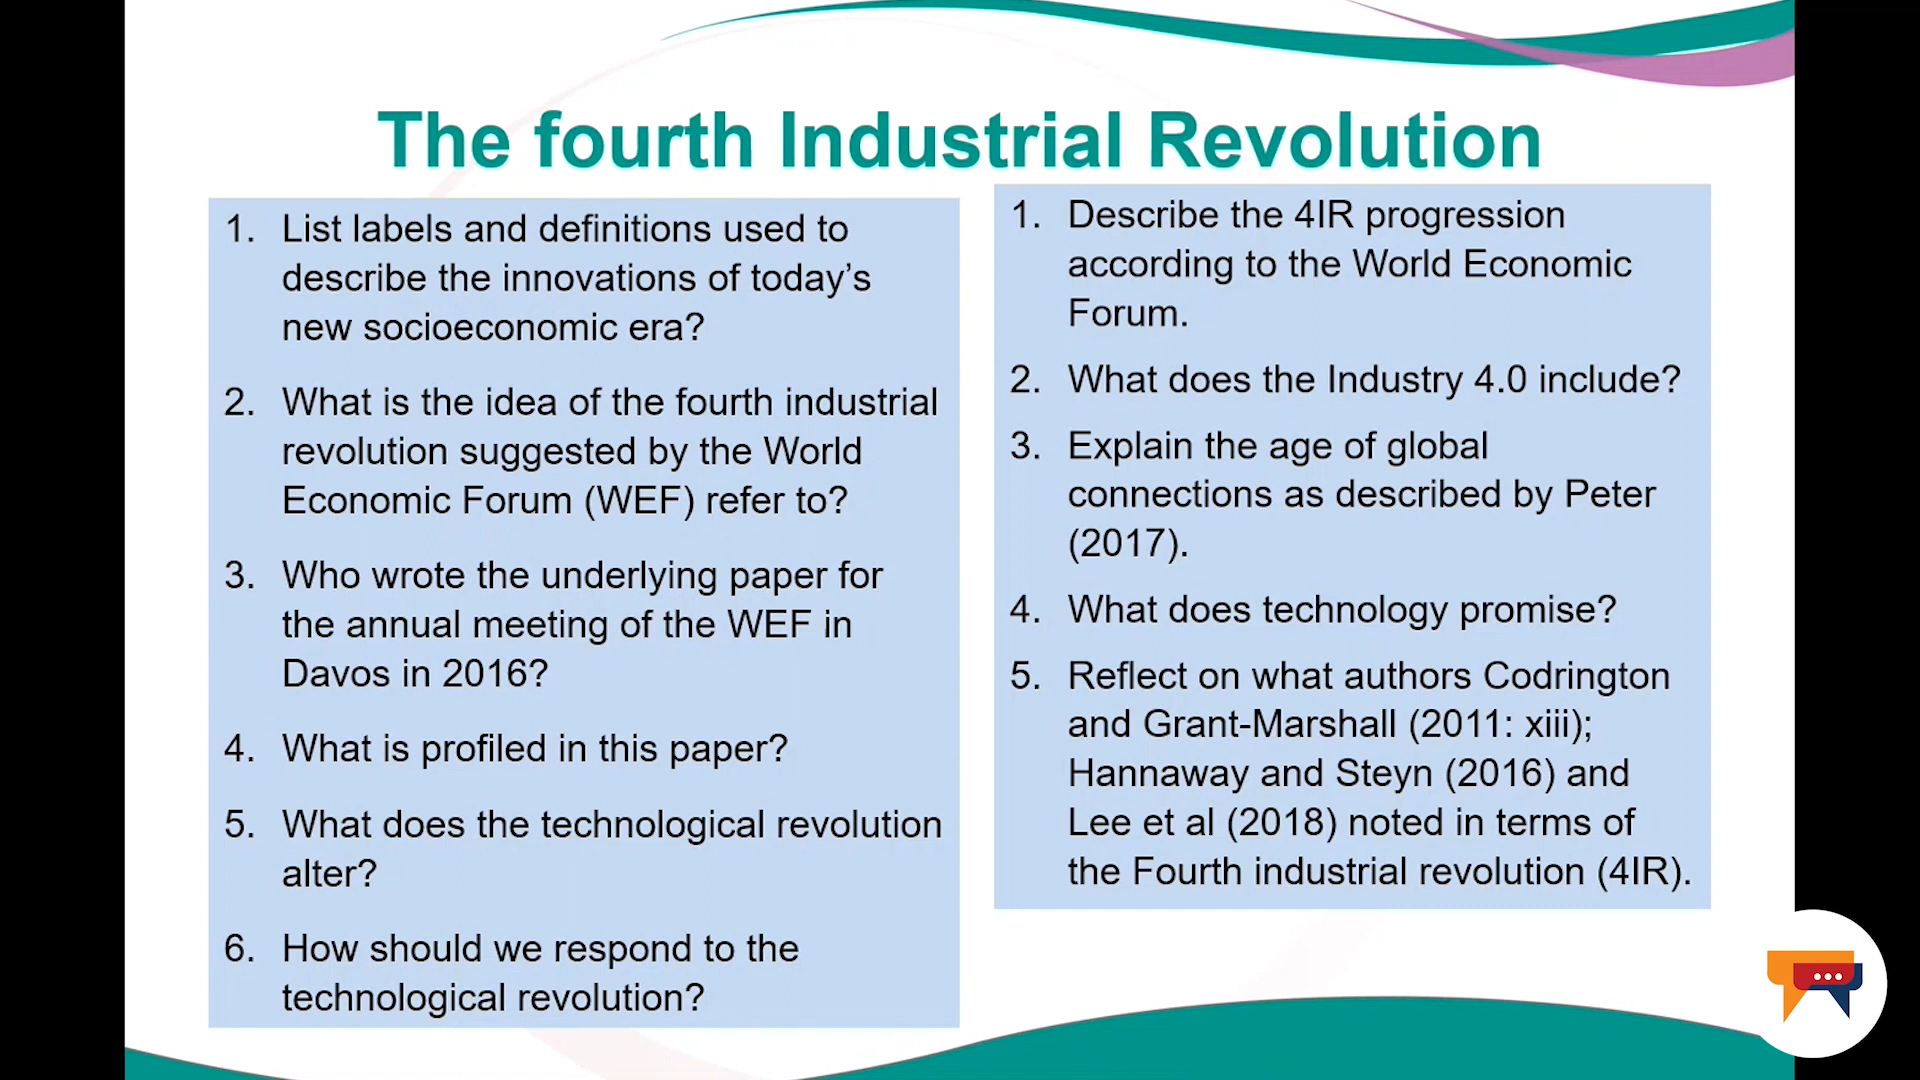 The fourth Industrial Revolution
1. List labels and definitions used to
describe the innovations of today’s
new socioeconomic era?
2. What is the idea of the fourth industrial
revolution suggested by the World
Economic Forum (WEF) refer to?
3. Who wrote the underlying paper for
the annual meeting of the WEF in
Davos in 2016?
4. What is profiled in this paper?
5. What does the technological revolution
alter?
6. How should we respond to the
technological revolution?
1. Describe the 4IR progression
according to the World Economic
Forum.
2. What does the Industry 4.0 include?
3. Explain the age of global
connections as described by Peter
(2017).
4. What does technology promise?
5. Reflect on what authors Codrington
and Grant-Marshall (2011: xiii);
Hannaway and Steyn (2016) and
Lee et al (2018) noted in terms of
the Fourth industrial revolution (4IR).